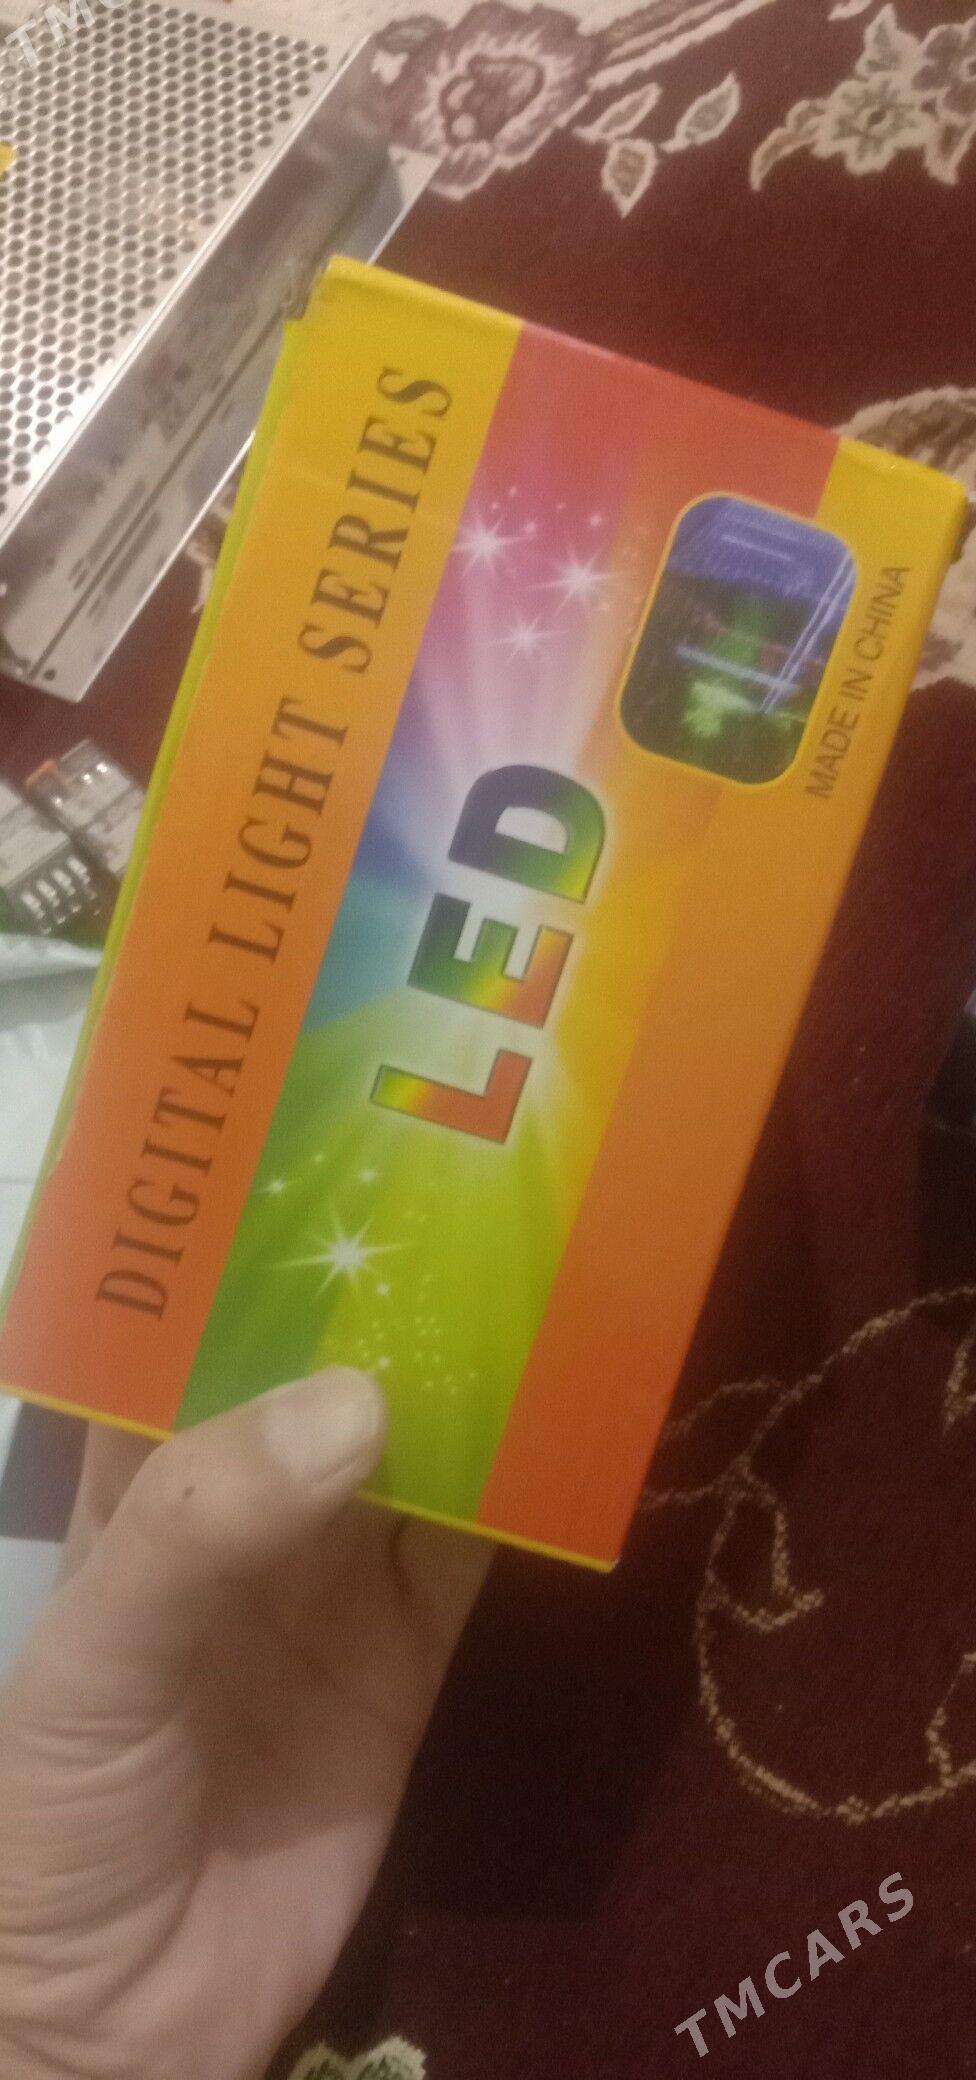 DIGITAL LIGHT SERIES
LED
MADE IN CHINA
TMCARS